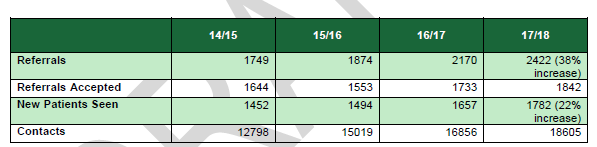 14/15 15/16 16/17 17/18
Referrals 1749 1874 2170 2422 (38%
increase)
Referrals Accepted 1644 1553 1733 1842
New Patients Seen 1452 1494 1657 1782 (22%
increase)
Contacts 12798 15019 16856 18605